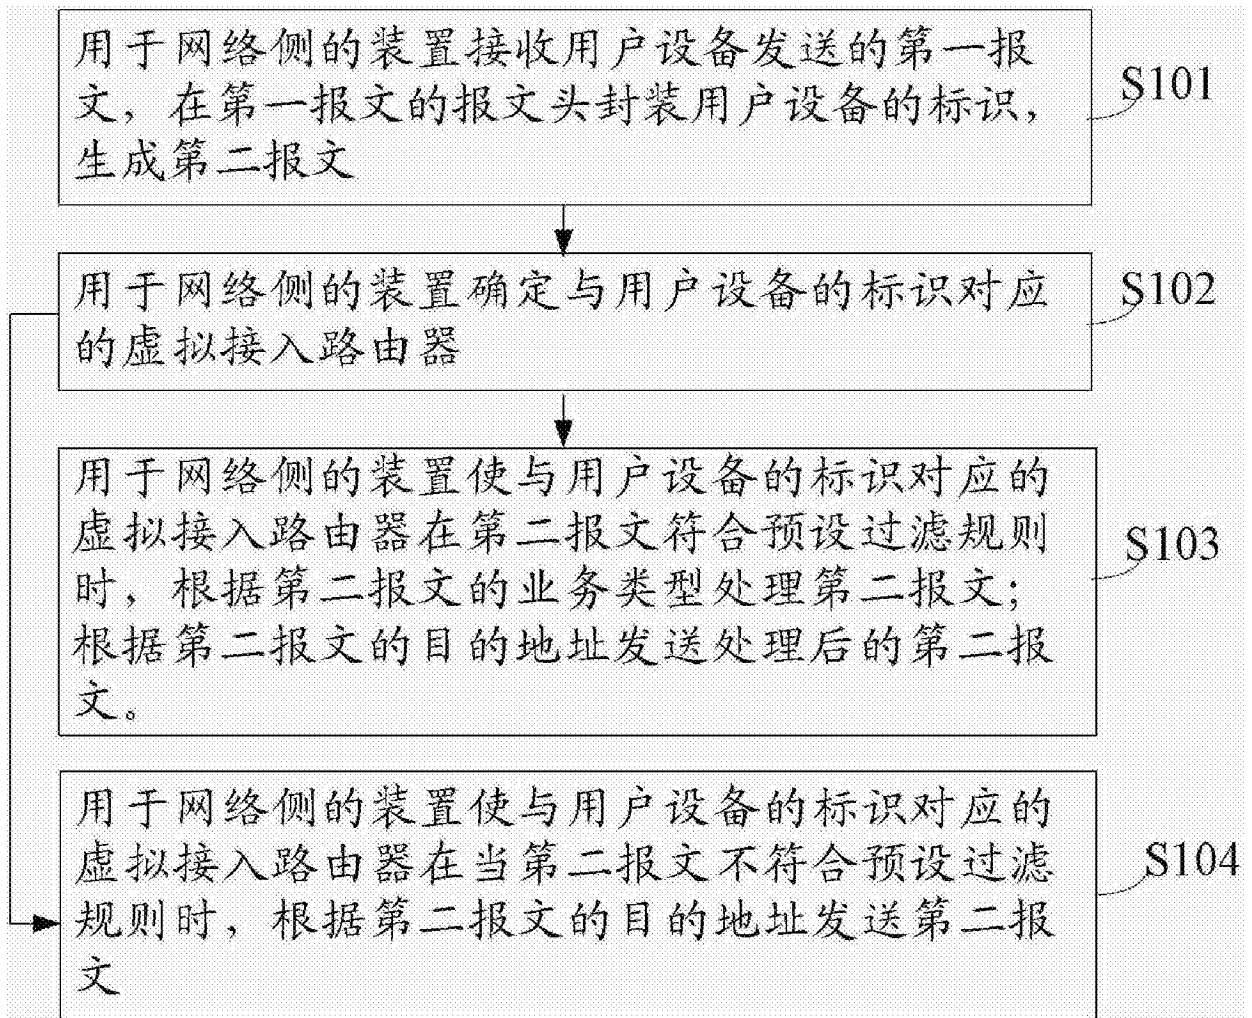 用于网络侧的装置接收用户设备发送的第一报
文，在第一报文的报文头封装用户设备的标识，
生成第二报文
S101
用于网络侧的装置确定与用户设备的标识对应
的虚拟接入路由器
S102
用于网络侧的装置使与用户设备的标识对应的
虚拟接入路由器在第二报文符合预设过滤规则
时，根据第二报文的业务类型处理第二报文；
根据第二报文的目的地址发送处理后的第二报
文。
S103
用于网络侧的装置使与用户设备的标识对应的
虚拟接入路由器在当第二报文不符合预设过滤
规则时，根据第二报文的目的地址发送第二报
文
S104